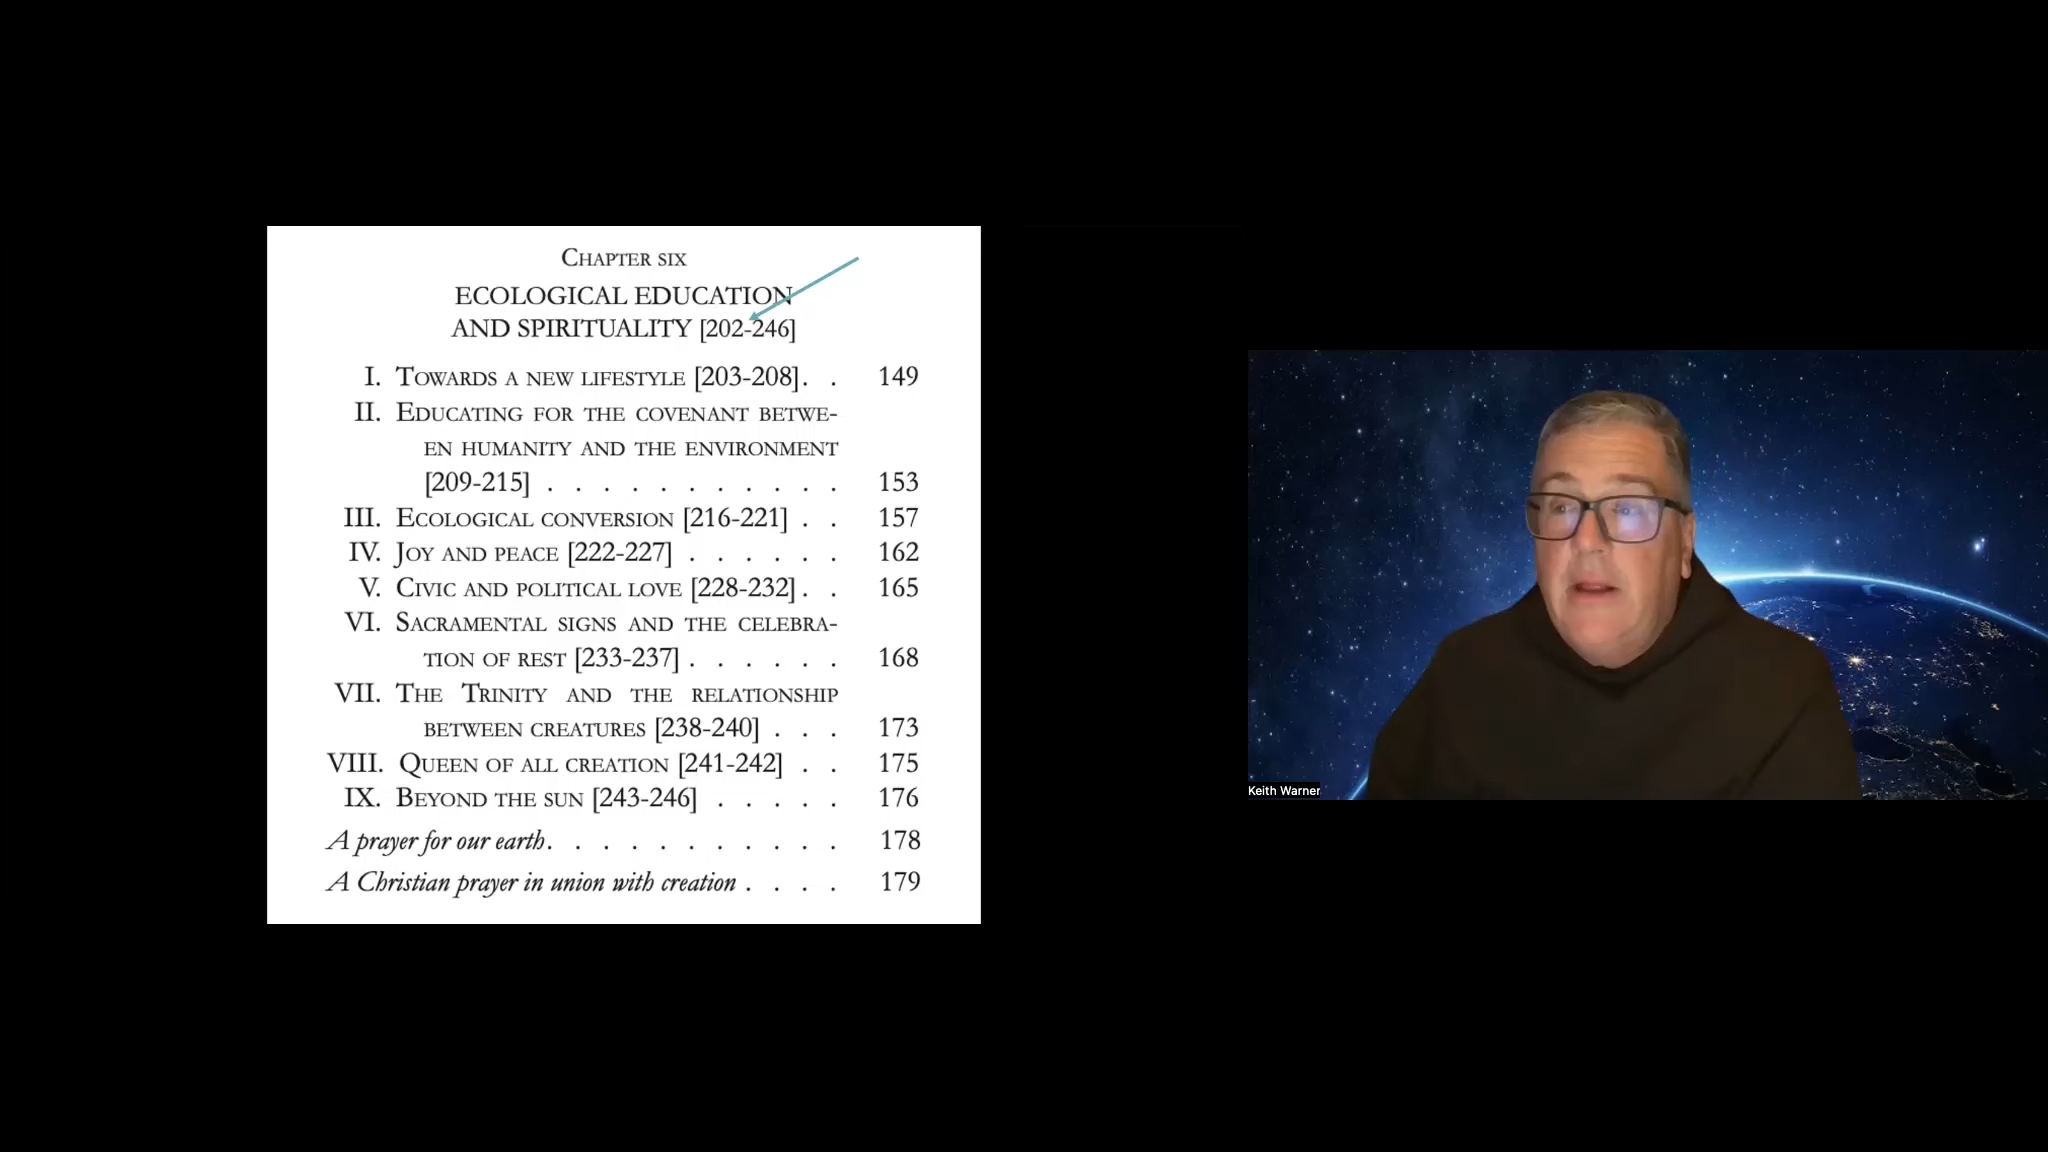 CHAPTER SIX
ECOLOGICAL EDUCATION
AND SPIRITUALITY [202-246]
I. TOWARDS A NEW LIFESTYLE [203-208]. . 149
II. EDUCATING FOR THE COVENANT BETWE-
EN HUMANITY AND THE ENVIRONMENT
[209-215] . . . . . . . . . . . 153
III. ECOLOGICAL CONVERSION [216-221] . . 157
IV. JOY AND PEACE [222-227] . . . . . . 162
V. CIVIC AND POLITICAL LOVE [228-232]. . 165
VI. SACRAMENTAL SIGNS AND THE CELEBRA-
TION OF REST [233-237] . . . . . . 168
VII. THE TRINITY AND THE RELATIONSHIP
BETWEEN CREATURES [238-240] . . . 173
VIII. QUEEN OF ALL CREATION [241-242] . . 175
IX. BEYOND THE SUN [243-246] . . . . . 176
A prayer for our earth. . . . . . . . . . . 178
A Christian prayer in union with creation . . . . 179
Keith Warner